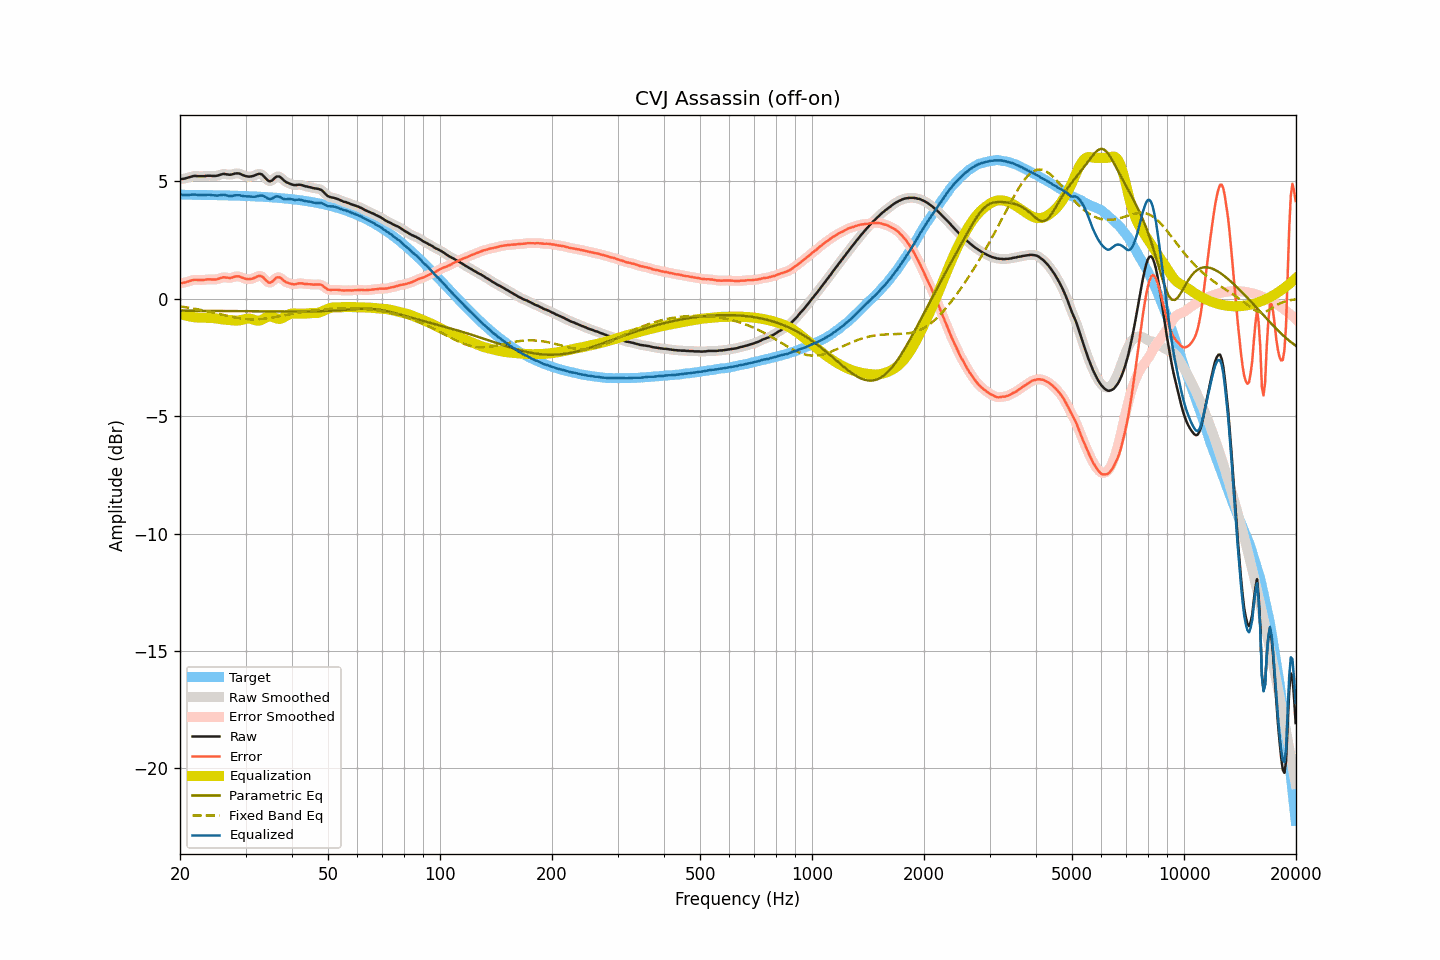 CVJ Assassin (off-on)
Amplitude (dBr)
5
0
−5
−10
−15
−20
Target
Raw Smoothed
Error Smoothed
Raw
Error
Equalization
Parametric Eq
Fixed Band Eq
Equalized
20 50 100 200 500 1000 2000 5000 10000 20000
Frequency (Hz)